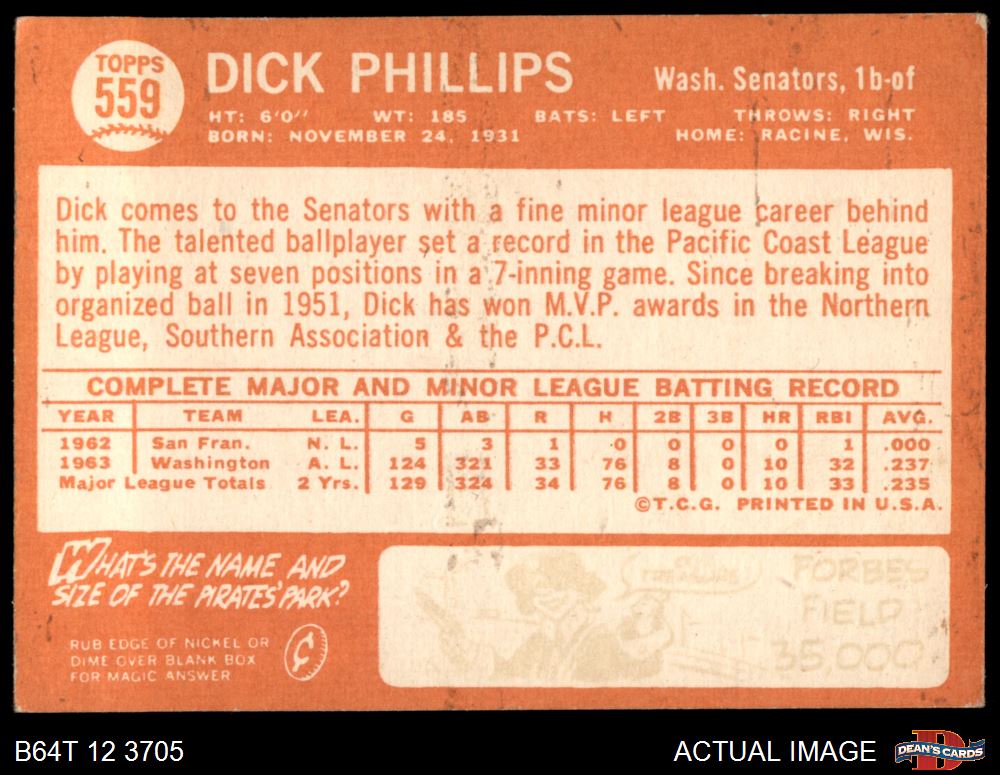 TOPPS
559
DICK PHILLIPS
Wash. Senators, 1b-of
HT: 6'0" WT: 185 BATS: LEFT THROWS: RIGHT
BORN: NOVEMBER 24, 1931 HOME: RACINE, WIS.
Dick comes to the Senators with a fine minor league career behind
him. The talented ballplayer set a record in the Pacific Coast League
by playing at seven positions in a 7-inning game. Since breaking into
organized ball in 1951, Dick has won M.V.P. awards in the Northern
League, Southern Association & the P.C.L.
COMPLETE MAJOR AND MINOR LEAGUE BATTING RECORD
YEAR TEAM LEA. G AB R H 2B 3B HR RBI AVG.
1962 San Fran. N. L. 5 3 1 0 0 0 0 1 .000
1963 Washington A. L. 124 321 33 76 8 0 10 32 .237
Major League Totals 2 Yrs. 129 324 34 76 8 0 10 33 .235
©T.C.G. PRINTED IN U.S.A.
WHAT'S THE NAME AND
SIZE OF THE PIRATES' PARK?
RUB EDGE OF NICKEL OR
DIME OVER BLANK BOX
FOR MAGIC ANSWER
¢
FORBES
FIELD
35,000
B64T 12 3705
ACTUAL IMAGE
DEAN'S CARDS